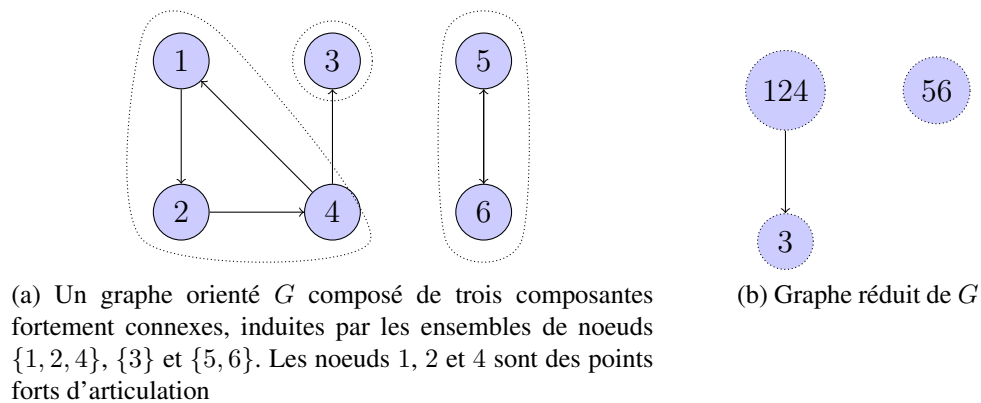 1
3
5
2
4
6
124
56
3
(a) Un graphe orienté G composé de trois composantes
fortement connexes, induites par les ensembles de noeuds
{1, 2, 4}, {3} et {5, 6}. Les noeuds 1, 2 et 4 sont des points
forts d'articulation
(b) Graphe réduit de G